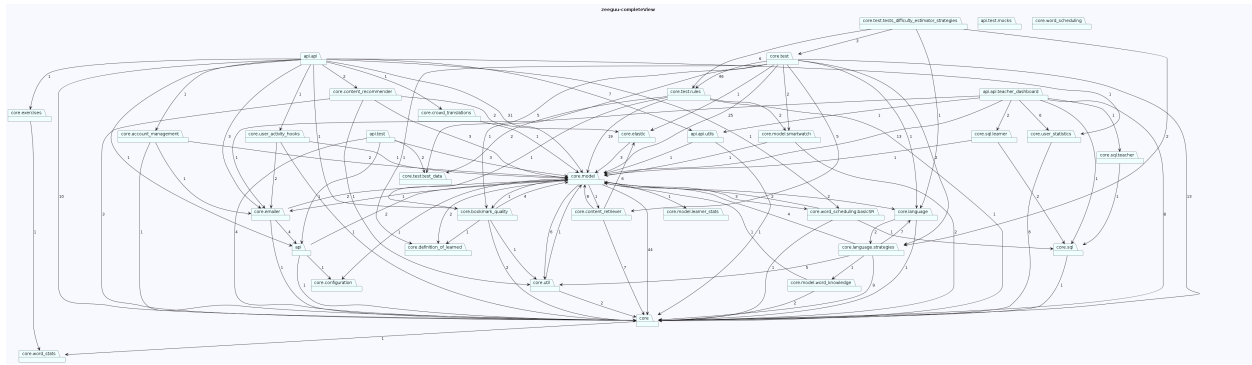 zeeguu-completeView
core.test.tests_difficulty_estimator_strategies
api.test.mocks
core.word_scheduling
api.api
core.test
core.content_recommender
core.test.rules
api.api.teacher_dashboard
core.exercises
core.crowd_translations
core.account_management
core.user_activity_hooks
api.test
core.elastic
api.api.utils
core.model.smartwatch
core.sql.learner
core.user_statistics
core.sql.teacher
core.test.test_data
core.model
core.emailer
core.bookmark_quality
core.content_retriever
core.model.learner_stats
core.word_scheduling.basicSR
core.language
api
core.definition_of_learned
core.language.strategies
core.sql
core.configuration
core.util
core.model.word_knowledge
core
core.word_stats